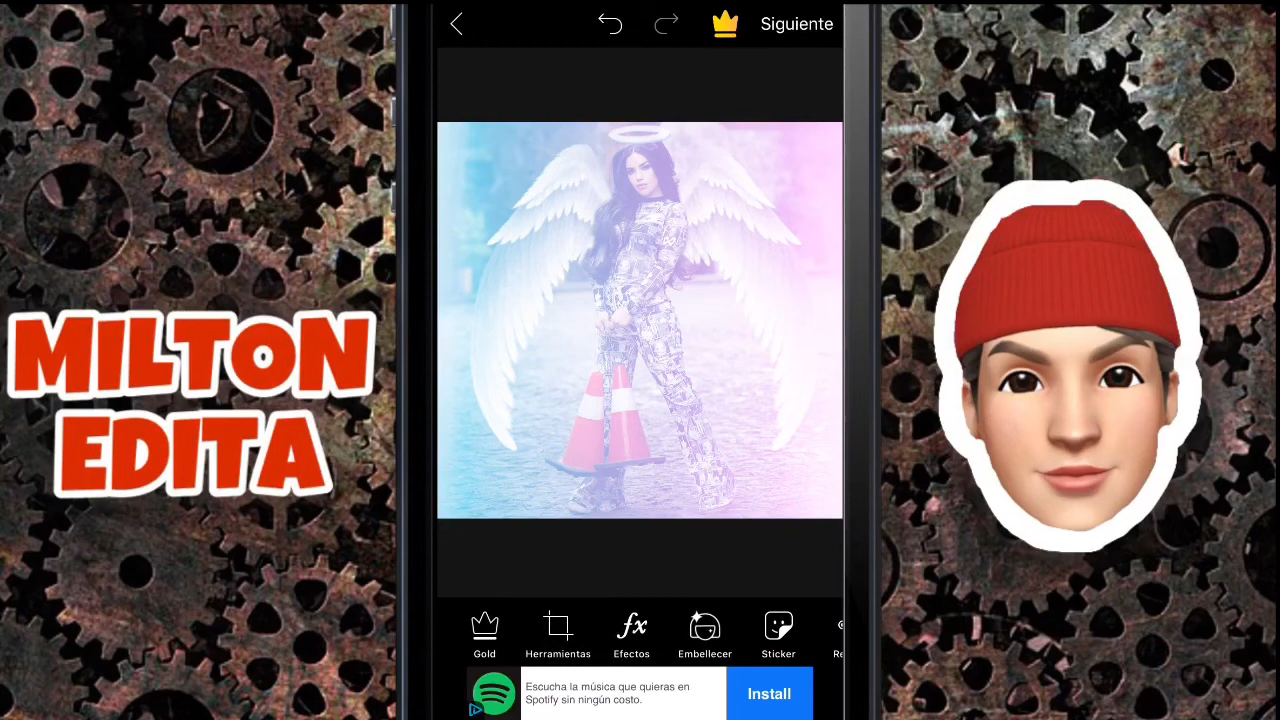 Siguiente
MILTON
EDITA
Gold
Herramientas
Efectos
Embellecer
Sticker
Re
Escucha la música que quieras en
Spotify sin ningún costo.
Install